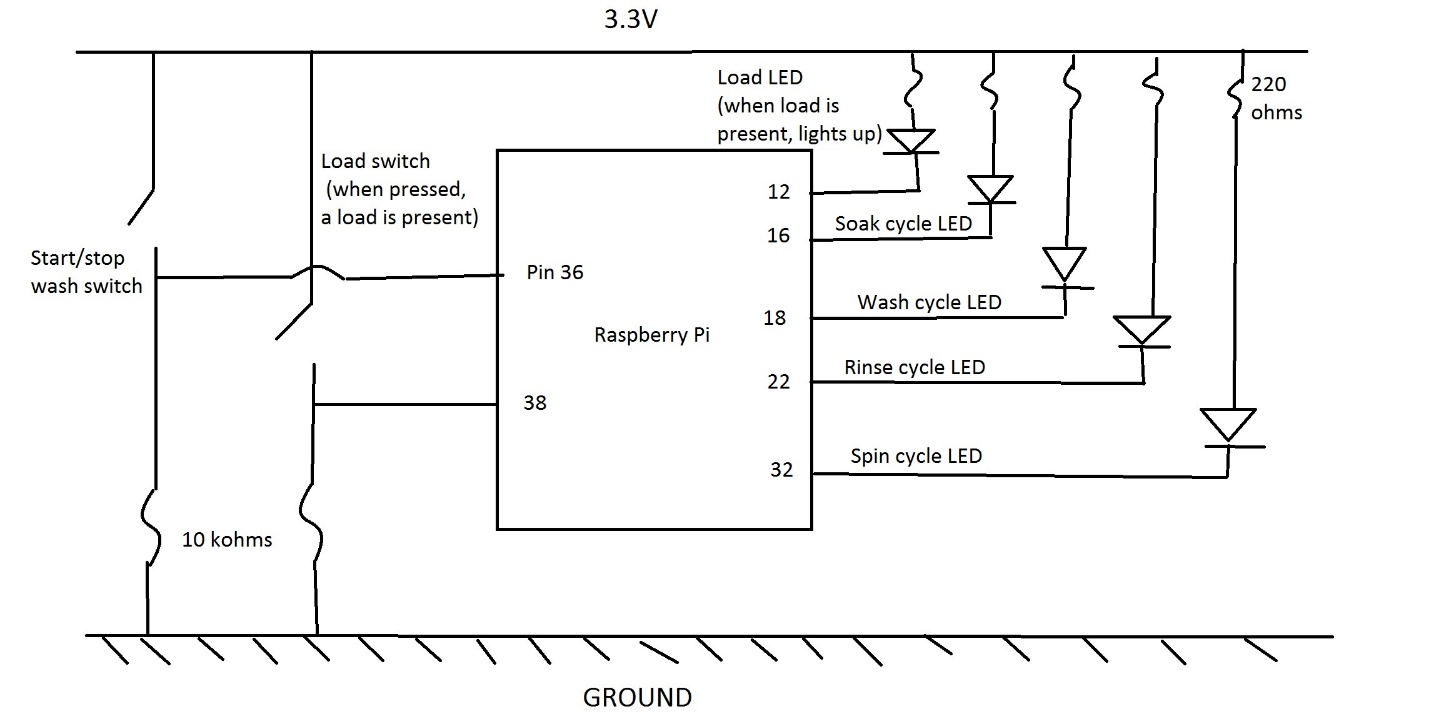 3.3V
Load LED
(when load is
present, lights up)
220
ohms
Load switch
(when pressed,
a load is present)
12
Soak cycle LED
16
Start/stop
wash switch
Pin 36
Wash cycle LED
18
Raspberry Pi
Rinse cycle LED
22
38
Spin cycle LED
32
10 kohms
GROUND